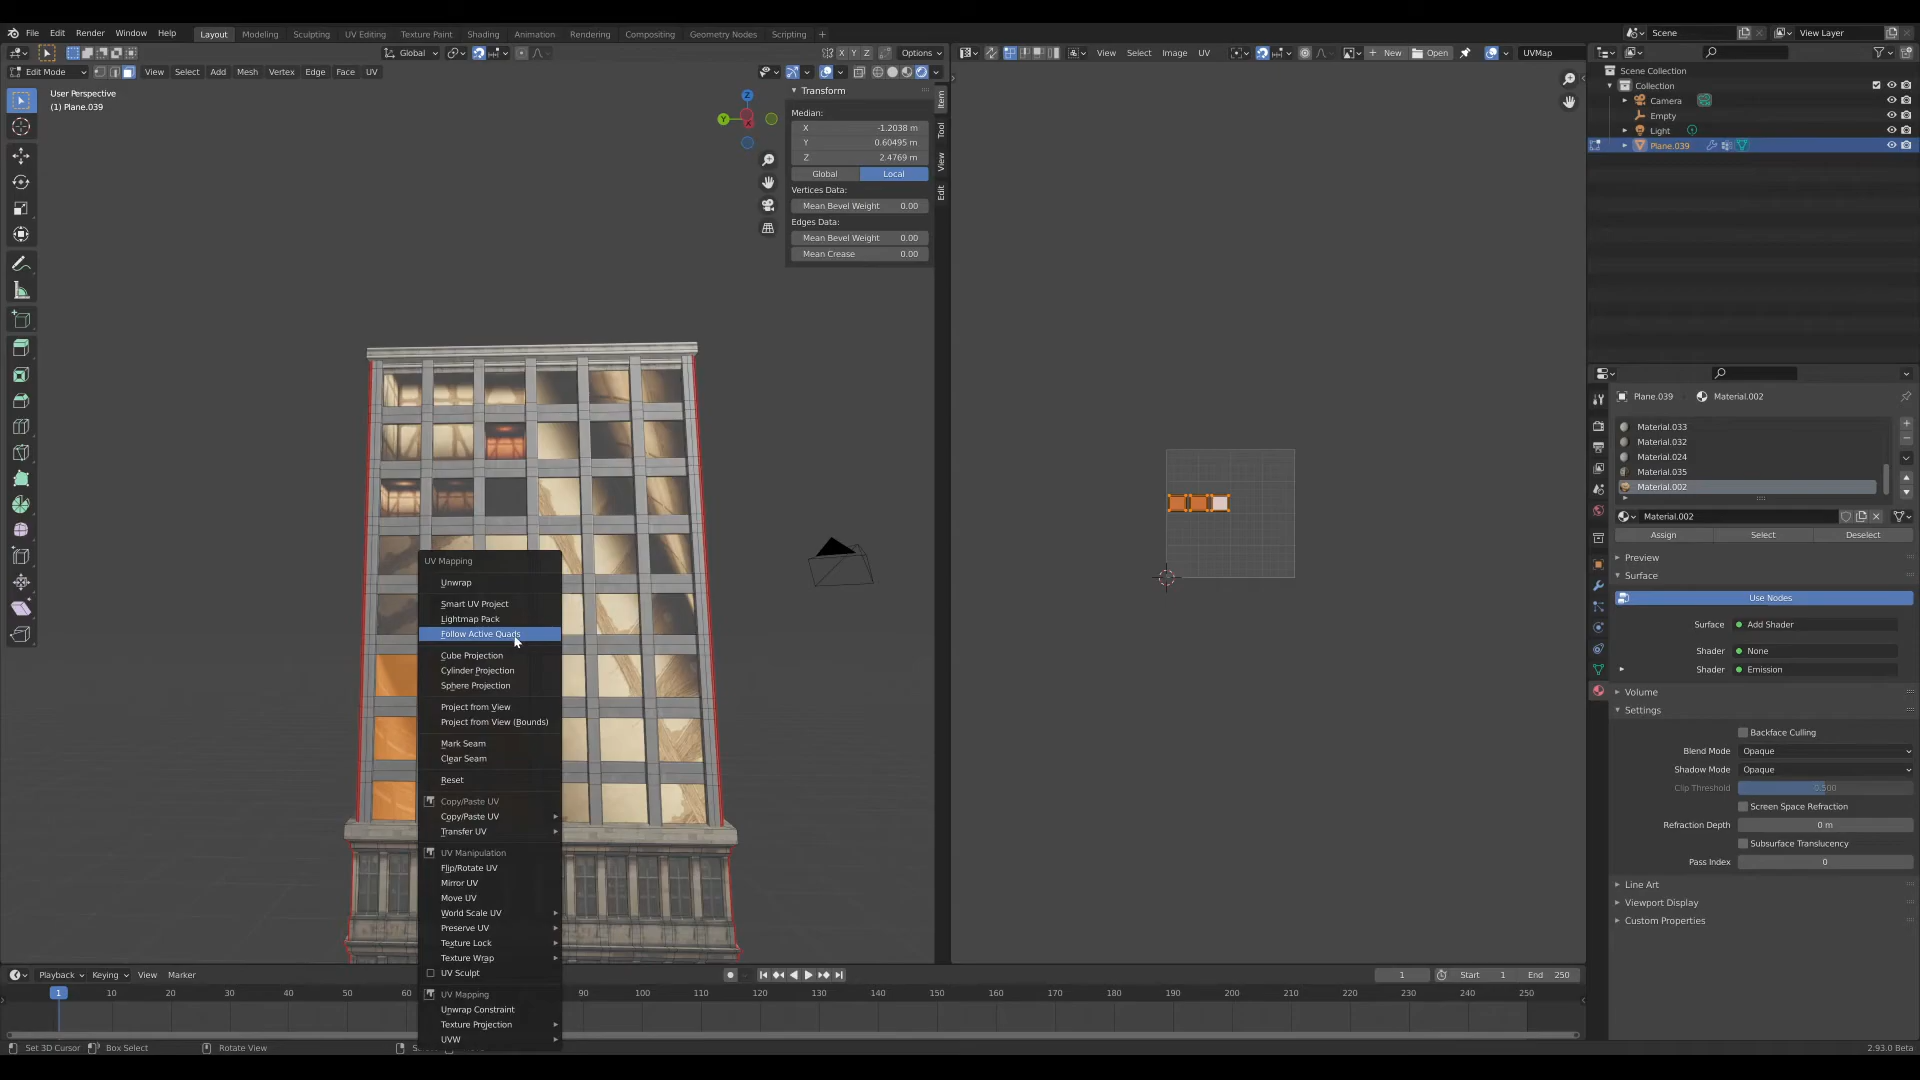 File Edit Render Window Help Layout Modeling Sculpting UV Editing Texture Paint Shading Animation Rendering Compositing Geometry Nodes Scripting + Scene View Layer
Global X Y Z Options View Select Image UV New Open UVMap
Edit Mode View Select Add Mesh Vertex Edge Face UV
User Perspective
(1) Plane.039
Z
Y
X
Transform
Median:
X -1.2038 m
Y 0.60495 m
Z 2.4769 m
Global Local
Vertices Data:
Mean Bevel Weight 0.00
Edges Data:
Mean Bevel Weight 0.00
Mean Crease 0.00
Item
Tool
View
Edit
Scene Collection
Collection
Camera
Empty
Light
Plane.039
Plane.039 Material.002
Material.033
Material.032
Material.024
Material.035
Material.002
Material.002
Assign Select Deselect
Preview
Surface
Use Nodes
Surface Add Shader
Shader None
Shader Emission
Volume
Settings
Backface Culling
Blend Mode Opaque
Shadow Mode Opaque
Clip Threshold 0.500
Screen Space Refraction
Refraction Depth 0 m
Subsurface Translucency
Pass Index 0
Line Art
Viewport Display
Custom Properties
UV Mapping
Unwrap
Smart UV Project
Lightmap Pack
Follow Active Quads
Cube Projection
Cylinder Projection
Sphere Projection
Project from View
Project from View (Bounds)
Mark Seam
Clear Seam
Reset
Copy/Paste UV
Copy/Paste UV
Transfer UV
UV Manipulation
Flip/Rotate UV
Mirror UV
Move UV
World Scale UV
Preserve UV
Texture Lock
Texture Wrap
UV Sculpt
UV Mapping
Unwrap Constraint
Texture Projection
UVW
Playback Keying View Marker 1 Start 1 End 250
1 10 20 30 40 50 60 90 100 110 120 130 140 150 160 170 180 190 200 210 220 230 240 250
Set 3D Cursor Box Select Rotate View 2.93.0 Beta